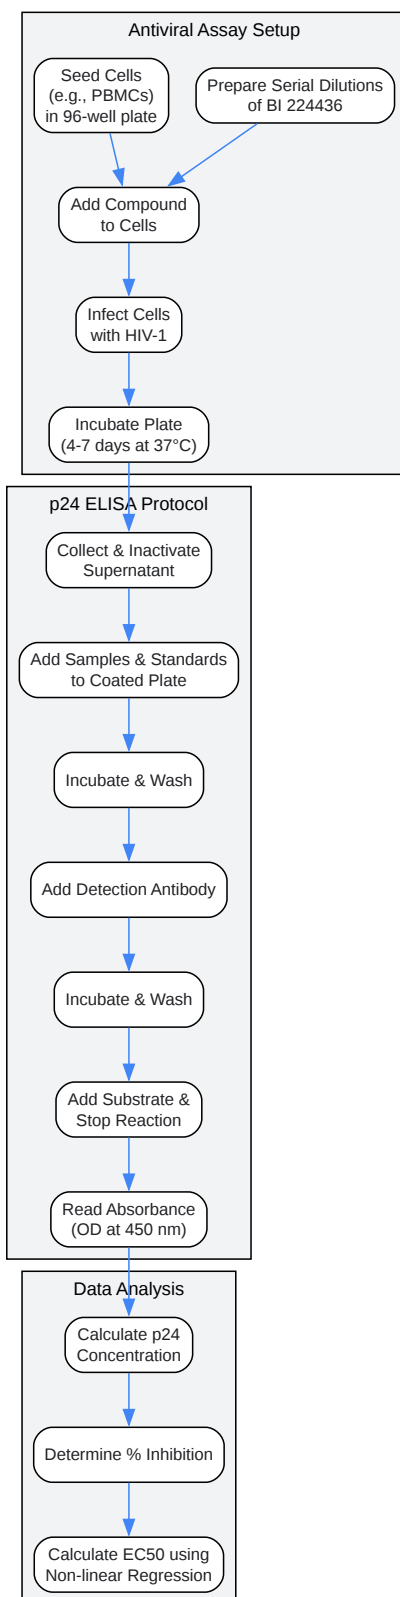 Antiviral Assay Setup
Seed Cells
(e.g., PBMCs)
in 96-well plate
Prepare Serial Dilutions
of BI 224436
Add Compound
to Cells
Infect Cells
with HIV-1
Incubate Plate
(4-7 days at 37°C)
p24 ELISA Protocol
Collect & Inactivate
Supernatant
Add Samples & Standards
to Coated Plate
Incubate & Wash
Add Detection Antibody
Incubate & Wash
Add Substrate &
Stop Reaction
Read Absorbance
(OD at 450 nm)
Data Analysis
Calculate p24
Concentration
Determine % Inhibition
Calculate EC50 using
Non-linear Regression